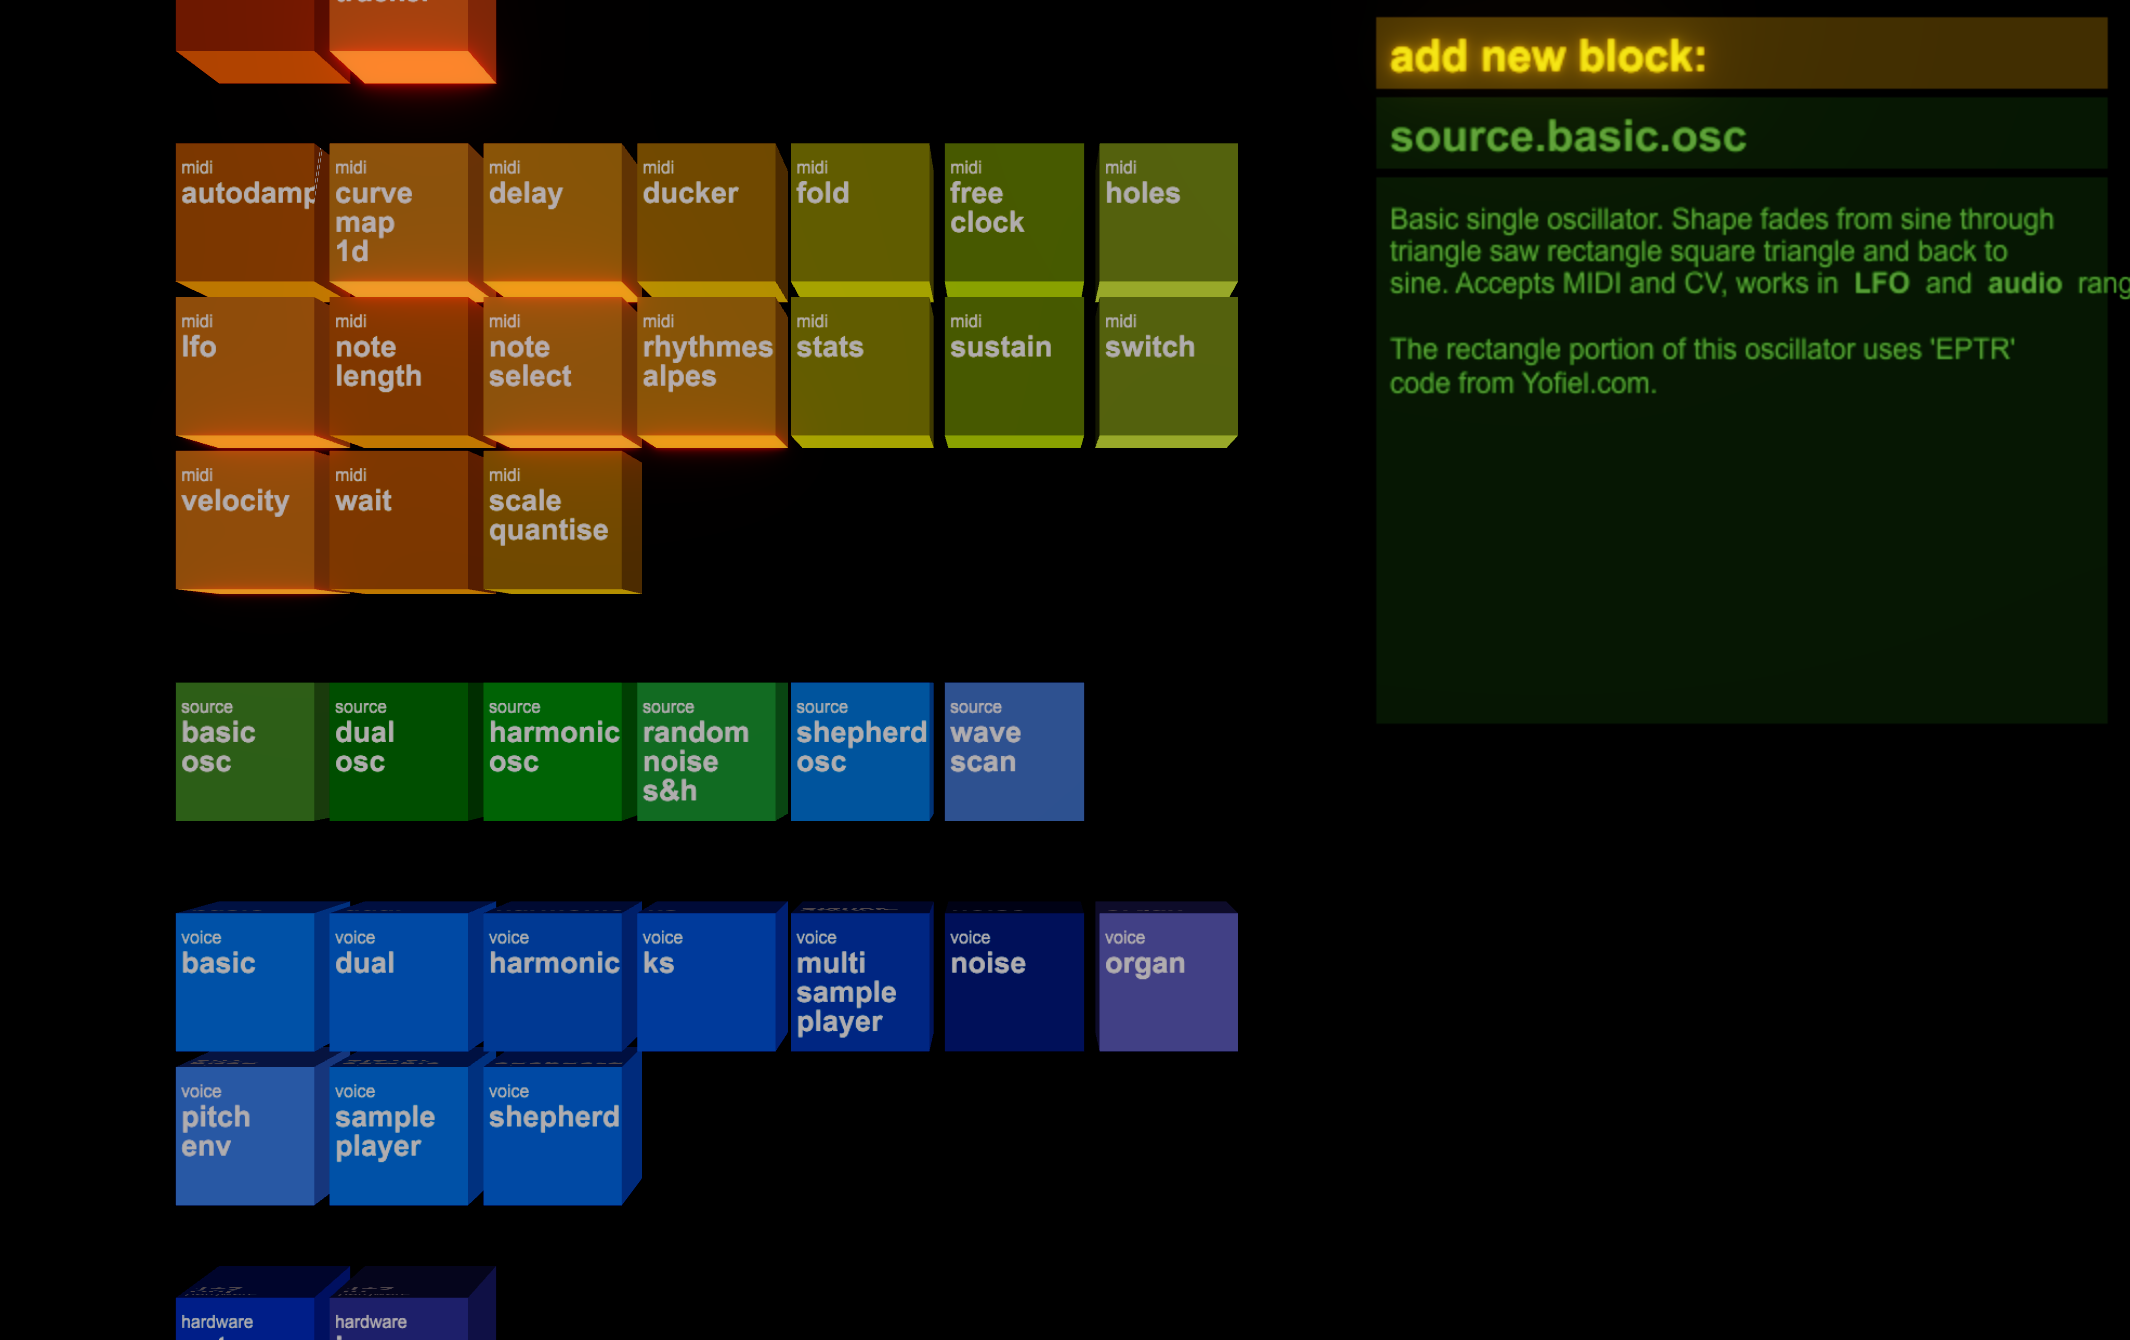 midi
autodamp
midi
curve
map
1d
midi
delay
midi
ducker
midi
fold
midi
free
clock
midi
holes
midi
lfo
midi
note
length
midi
note
select
midi
rhythmes
alpes
midi
stats
midi
sustain
midi
switch
midi
velocity
midi
wait
midi
scale
quantise
source
basic
osc
source
dual
osc
source
harmonic
osc
source
random
noise
s&h
source
shepherd
osc
source
wave
scan
voice
basic
voice
dual
voice
harmonic
voice
ks
voice
multi
sample
player
voice
noise
voice
organ
voice
pitch
env
voice
sample
player
voice
shepherd
hardware
hardware
add new block:
source.basic.osc
Basic single oscillator. Shape fades from sine through
triangle saw rectangle square triangle and back to
sine. Accepts MIDI and CV, works in LFO and audio rang
The rectangle portion of this oscillator uses 'EPTR'
code from Yofiel.com.